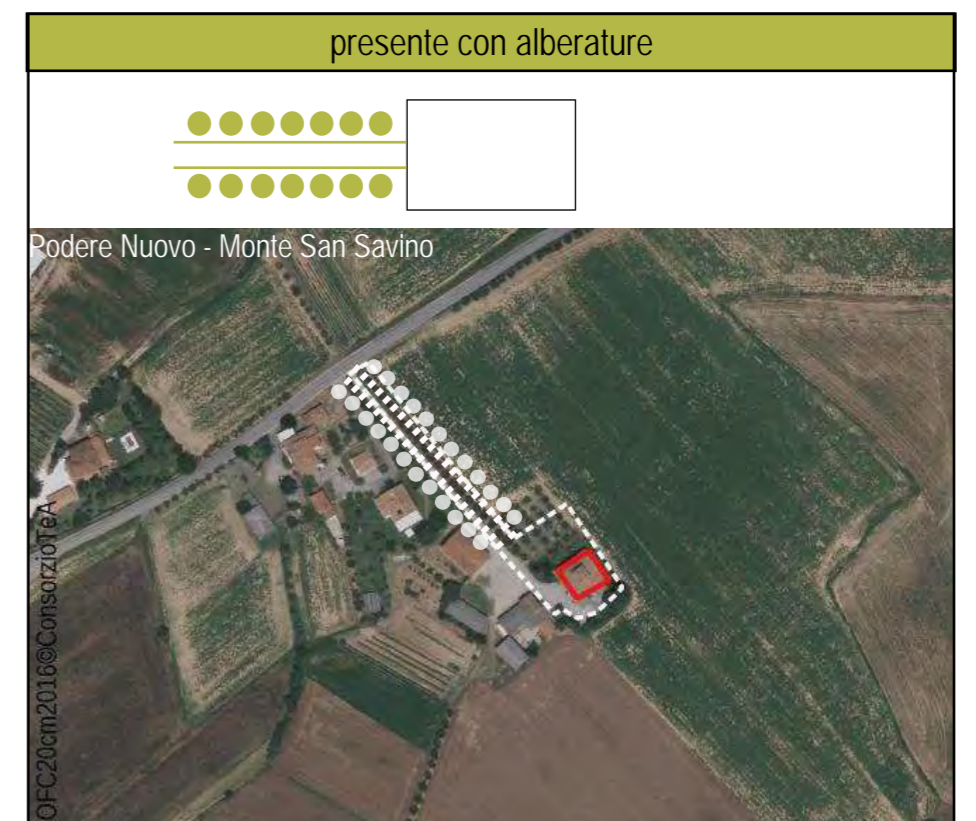 presente con alberature
Podere Nuovo - Monte San Savino
OFC20cm2016©ConsorzioTeA